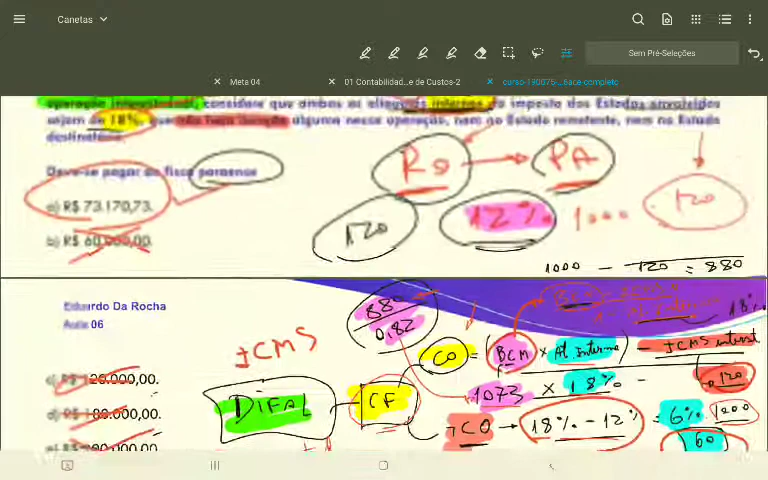 Canetas
Sem Pré-Seleções
Meta 04
01 Contabilidad...e de Custos-2
curso-190075-...-6ace-completo
operação interestadual, considere que ambos as alíquotas internas do imposto dos Estados envolvidos
sejam de 18%, que não haja isenção alguma nessa operação, nem no Estado remetente, nem no Estado
destinatário.
Deve-se pagar ao fisco paraense
RO → PA
120
a) R$ 73.170,73.
120
12% 1000
b) R$ 60.000,00.
1000 - 120 = 880
Eduardo Da Rocha
Aula 06
880
0,82
18%
ICMS
CO = (BCM × Al. Interna) - ICMS interest
c) R$ 120.000,00.
120
1073 × 18% -
DIFAL
CF
d) R$ 180.000,00.
7CO → 18% - 12% = 6% 1000
60